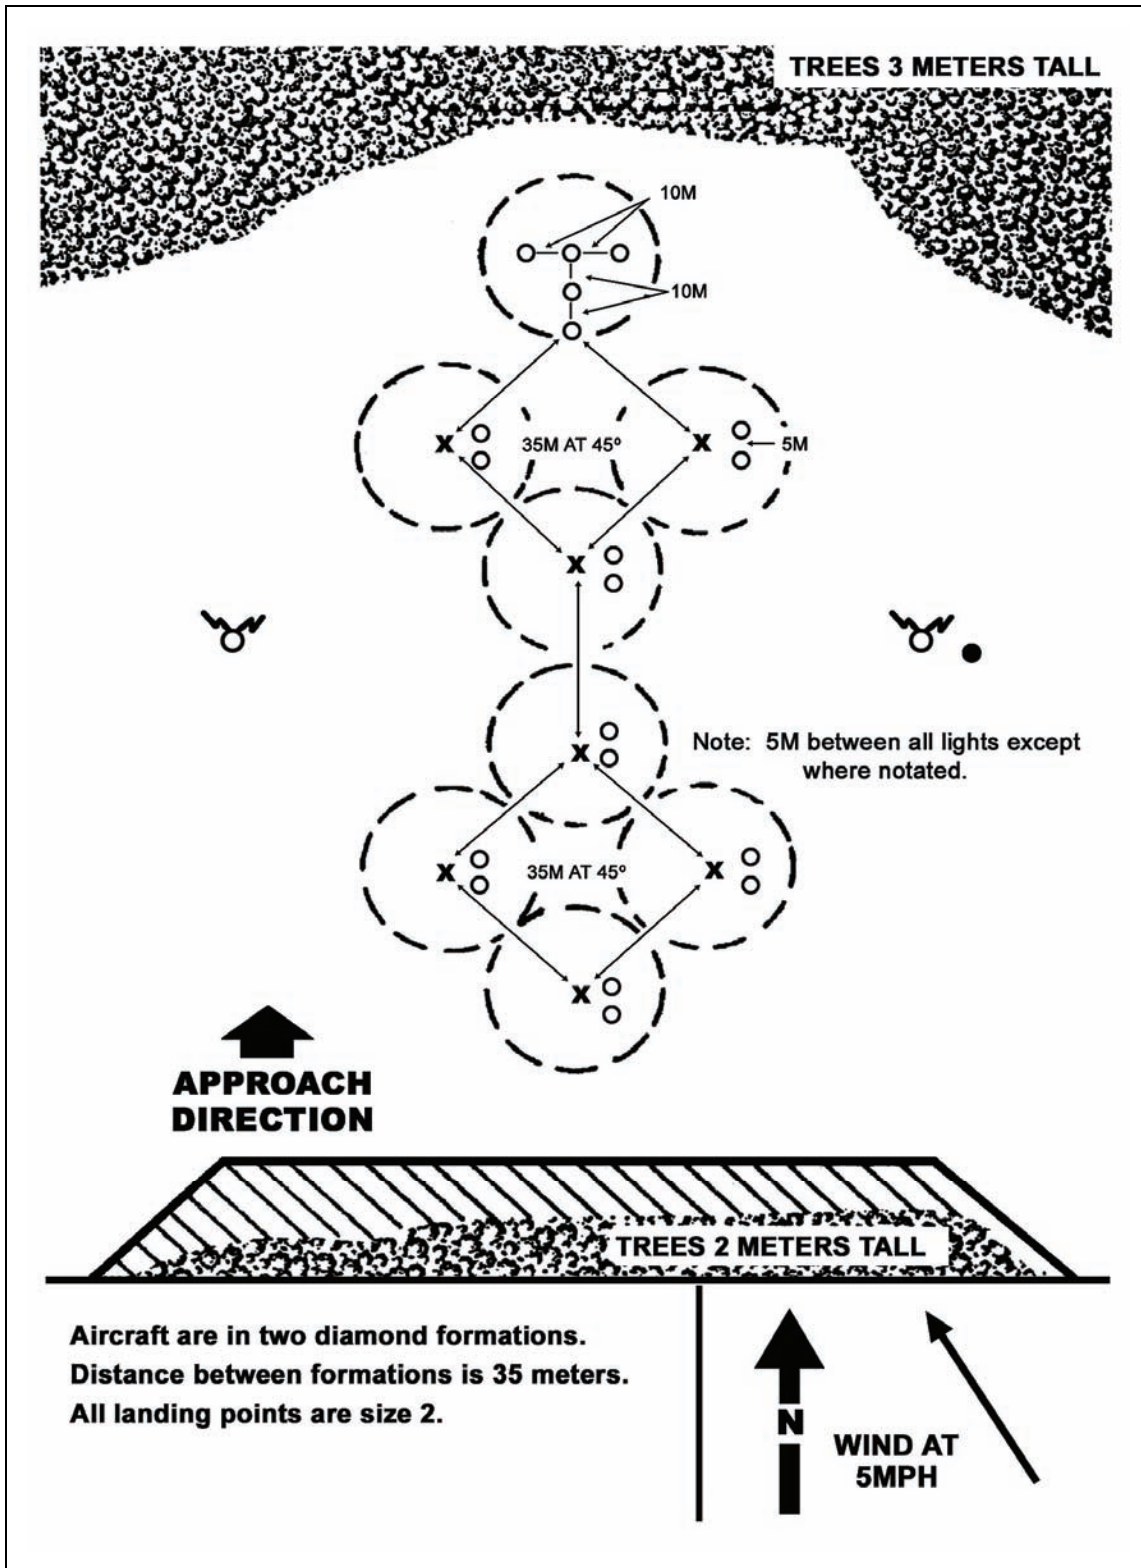 TREES 3 METERS TALL
10M
10M
35M AT 45º
5M
Note: 5M between all lights except
where notated.
35M AT 45º
APPROACH
DIRECTION
TREES 2 METERS TALL
Aircraft are in two diamond formations.
Distance between formations is 35 meters.
All landing points are size 2.
N
WIND AT
5MPH